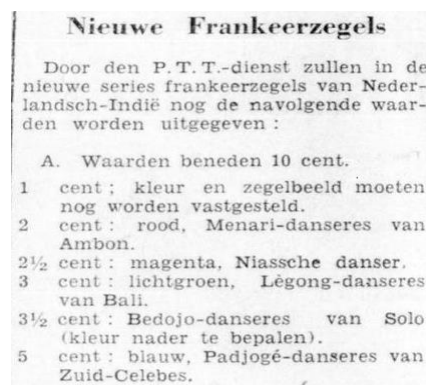 Nieuwe Frankeerzegels
Door den P. T. T.-dienst zullen in de
nieuwe series frankeerzegels van Neder-
landsch-Indië nog de navolgende waar-
den worden uitgegeven :
A. Waarden beneden 10 cent.
1 cent ; kleur en zegelbeeld moeten
nog worden vastgesteld.
2 cent : rood, Menari-danseres van
Ambon.
2½ cent : magenta, Niassche danser.
3 cent : lichtgroen, Légong-danseres
van Bali.
3½ cent : Bedojo-danseres van Solo
(kleur nader te bepalen).
5 cent : blauw, Padjogé-danseres van
Zuid-Celebes.